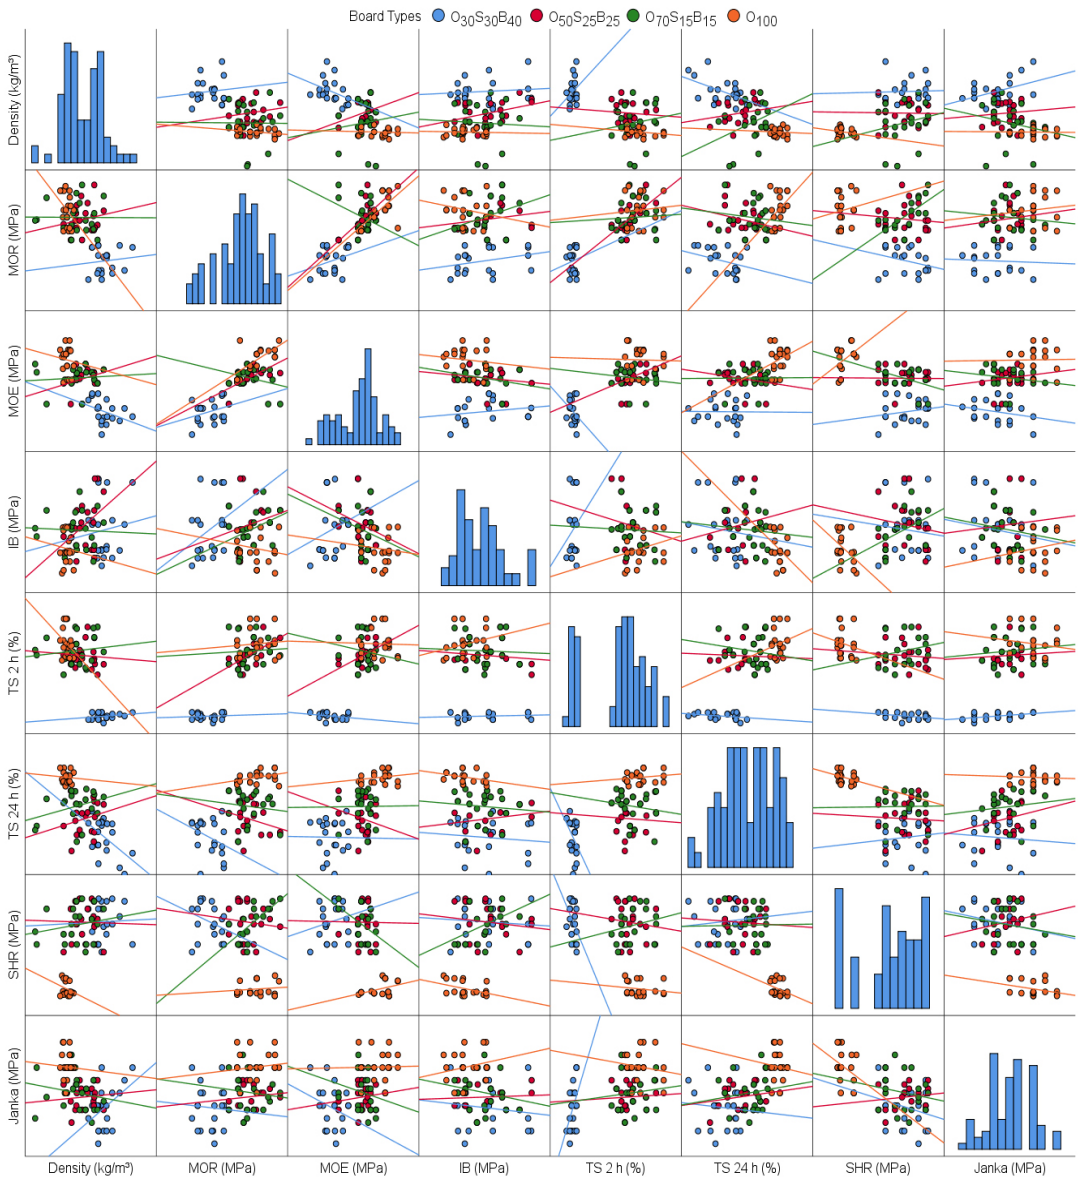 Board Types O₃₀S₃₀B₄₀ O₅₀S₂₅B₂₅ O₇₀S₁₅B₁₅ O₁₀₀
Density (kg/m³)
MOR (MPa)
MOE (MPa)
IB (MPa)
TS 2 h (%)
TS 24 h (%)
SHR (MPa)
Janka (MPa)
Density (kg/m³) MOR (MPa) MOE (MPa) IB (MPa) TS 2 h (%) TS 24 h (%) SHR (MPa) Janka (MPa)